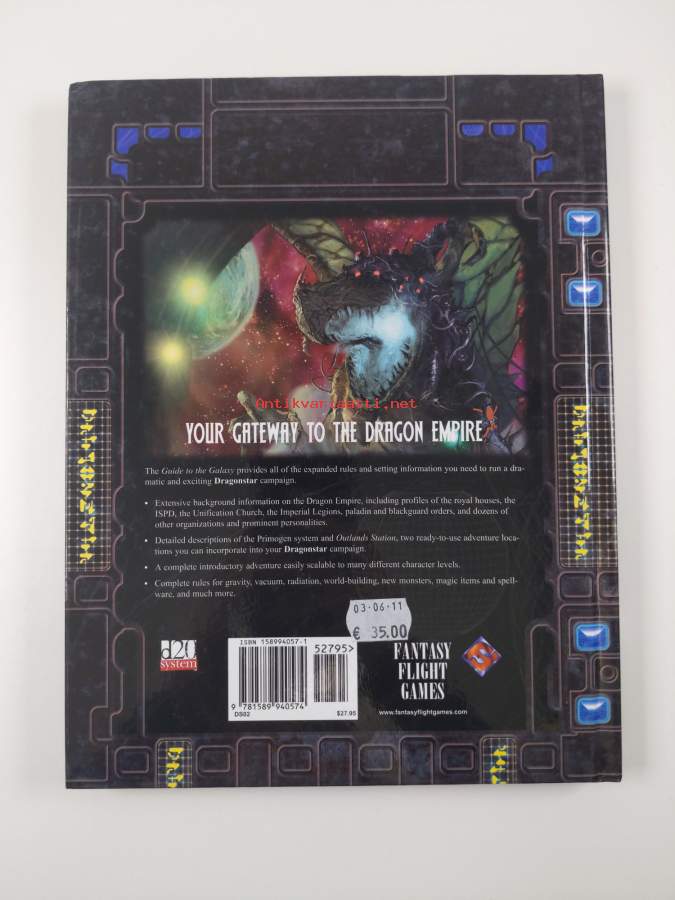 Antikvariaatti.net
YOUR GATEWAY TO THE DRAGON EMPIRE
The Guide to the Galaxy provides all of the expanded rules and setting information you need to run a dra-
matic and exciting Dragonstar campaign.
• Extensive background information on the Dragon Empire, including profiles of the royal houses, the
ISPD, the Unification Church, the Imperial Legions, paladin and blackguard orders, and dozens of
other organizations and prominent personalities.
• Detailed descriptions of the Primogen system and Outlands Station, two ready-to-use adventure loca-
tions you can incorporate into your Dragonstar campaign.
• A complete introductory adventure easily scalable to many different character levels.
• Complete rules for gravity, vacuum, radiation, world-building, new monsters, magic items and spell-
ware, and much more.
03-06-11
€ 35.00
d20
system
ISBN 158994057-1
52795>
9 781589 940574
DS02 $27.95
FANTASY
FLIGHT
GAMES
www.fantasyflightgames.com